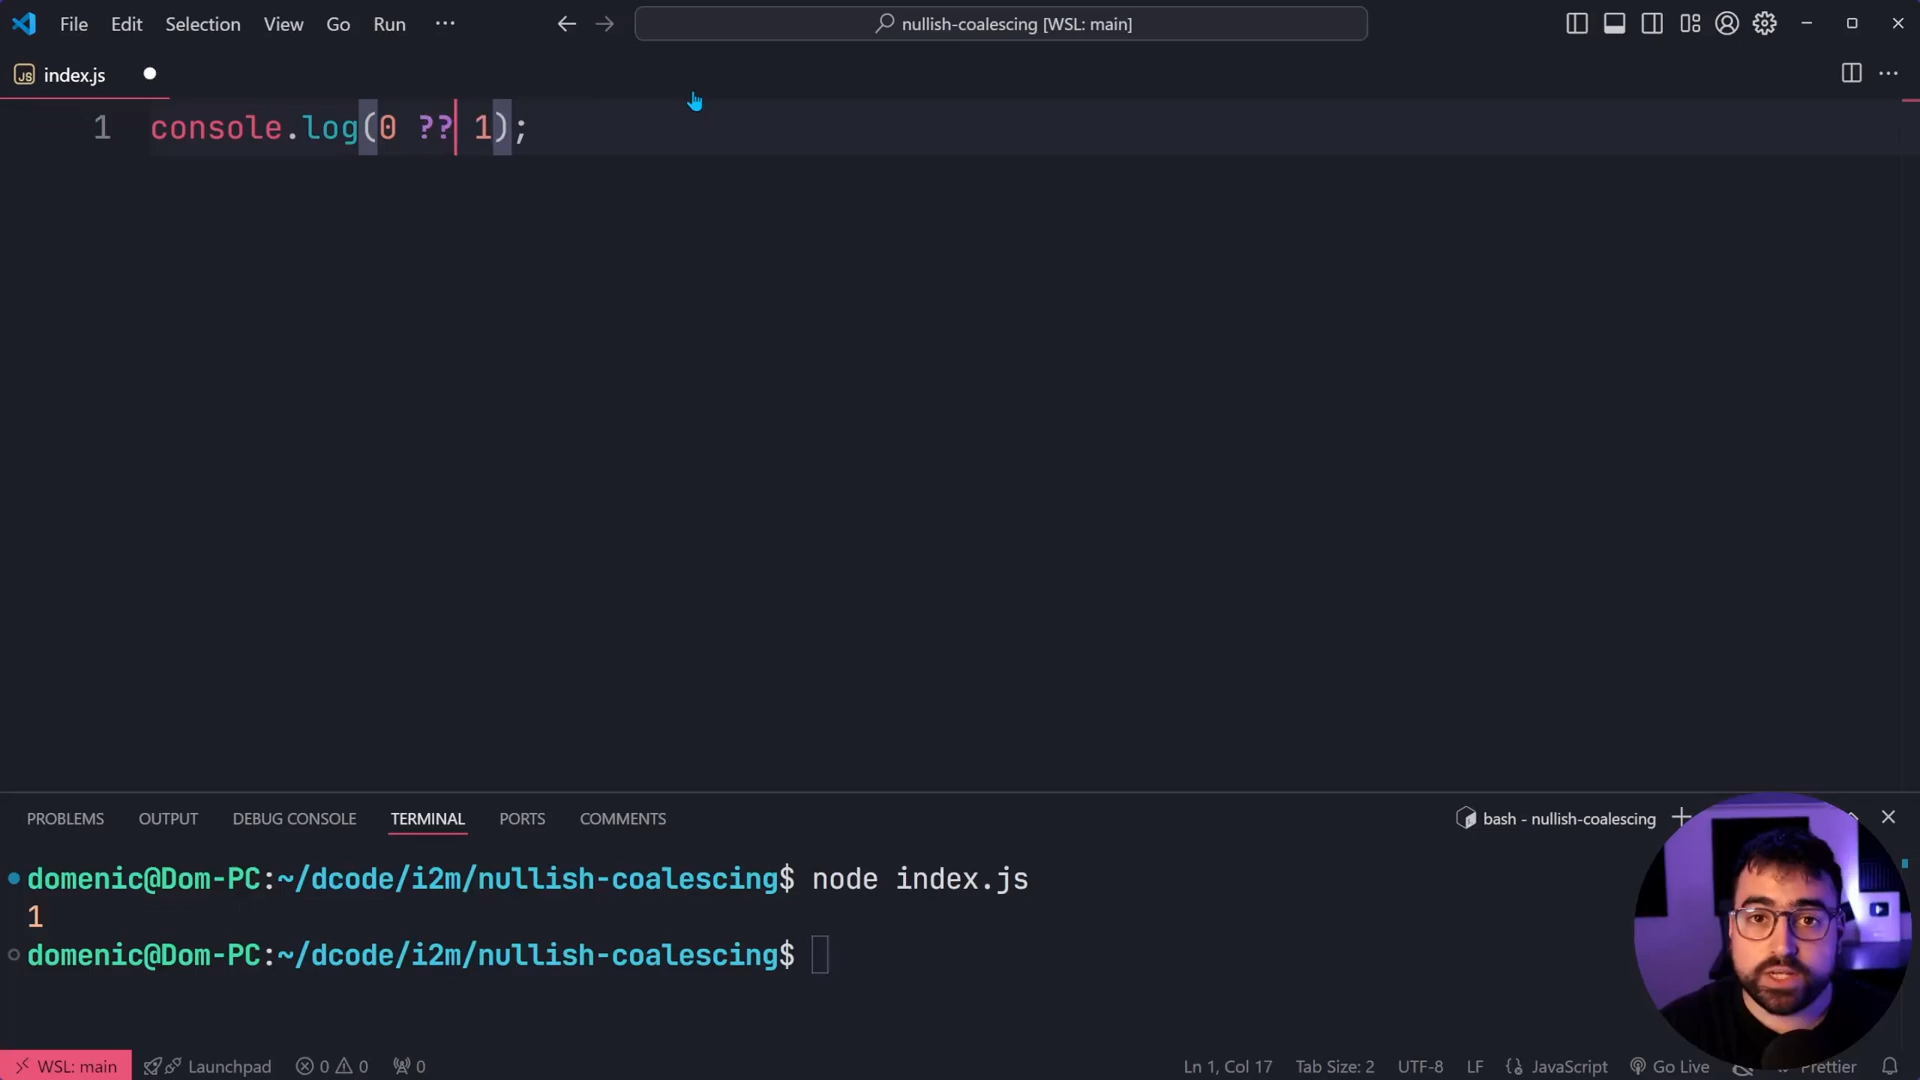 File Edit Selection View Go Run ···
nullish-coalescing [WSL: main]
JS index.js
1 console.log(0 ?? 1);
PROBLEMS OUTPUT DEBUG CONSOLE TERMINAL PORTS COMMENTS
bash - nullish-coalescing
domenic@Dom-PC:~/dcode/i2m/nullish-coalescing$ node index.js
1
domenic@Dom-PC:~/dcode/i2m/nullish-coalescing$
WSL: main Launchpad 0 0 0
Ln 1, Col 17 Tab Size: 2 UTF-8 LF {} JavaScript Go Live Prettier